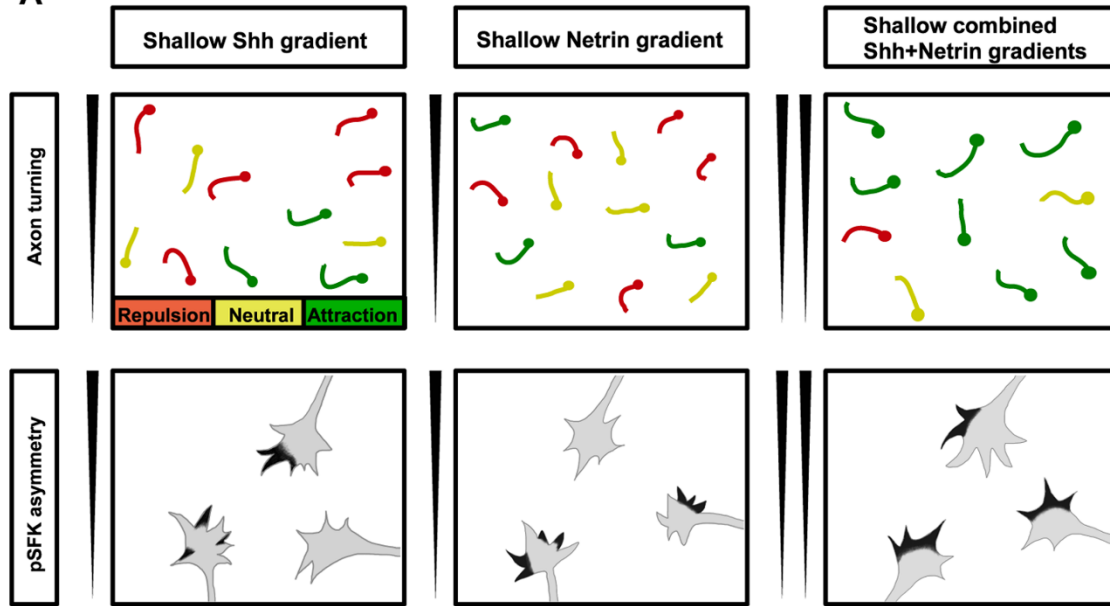 A
Shallow Shh gradient
Shallow Netrin gradient
Shallow combined
Shh+Netrin gradients
Axon turning
Repulsion
Neutral
Attraction
pSFK asymmetry